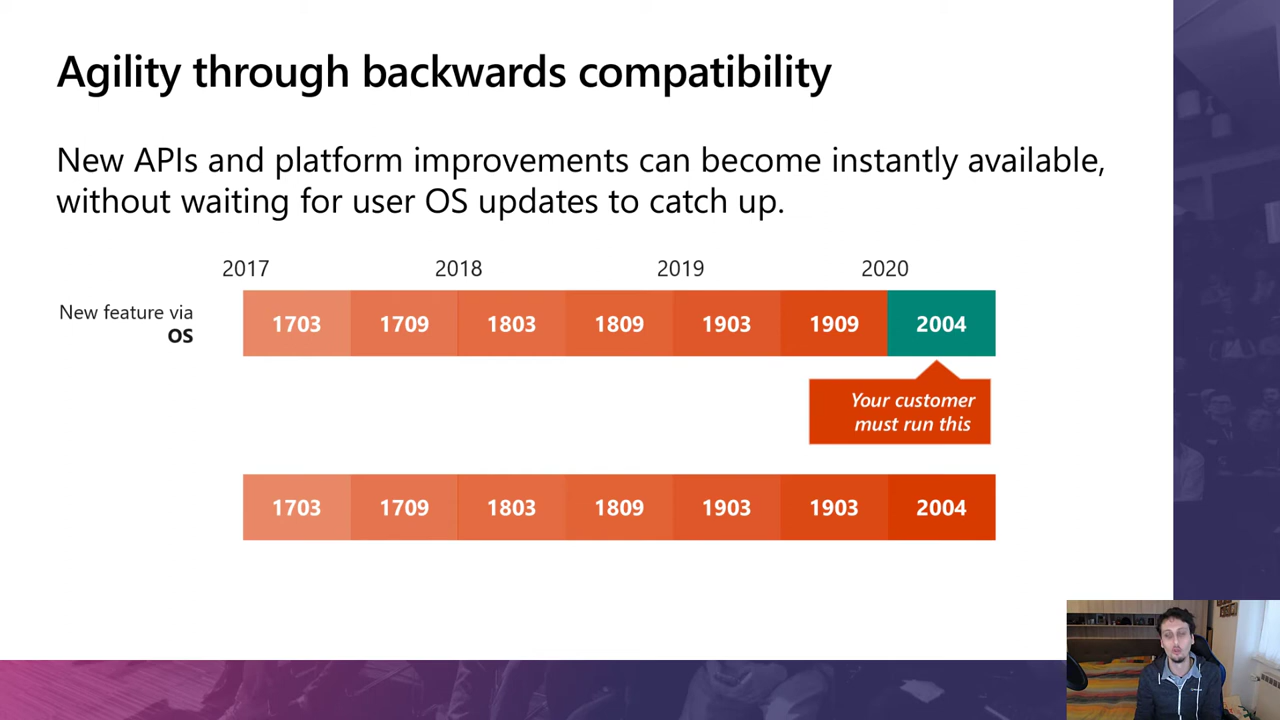 Agility through backwards compatibility
New APIs and platform improvements can become instantly available,
without waiting for user OS updates to catch up.
2017 2018 2019 2020
New feature via
OS
1703 1709 1803 1809 1903 1909 2004
Your customer
must run this
1703 1709 1803 1809 1903 1903 2004